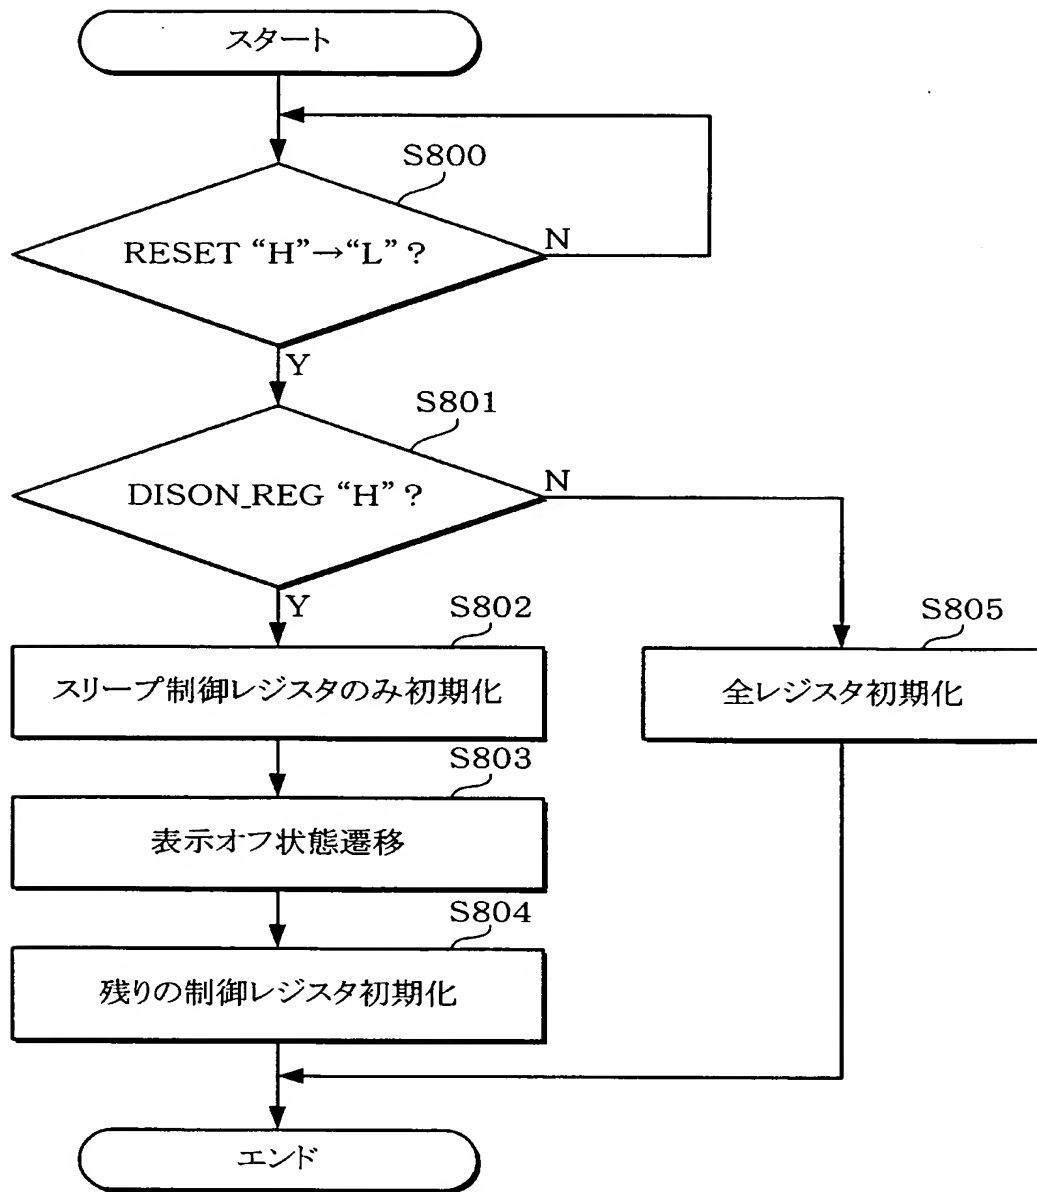 スタート
S800
RESET “H”→“L” ?
N
Y
S801
DISON_REG “H” ?
N
Y
S802
スリープ制御レジスタのみ初期化
S805
全レジスタ初期化
S803
表示オフ状態遷移
S804
残りの制御レジスタ初期化
エンド